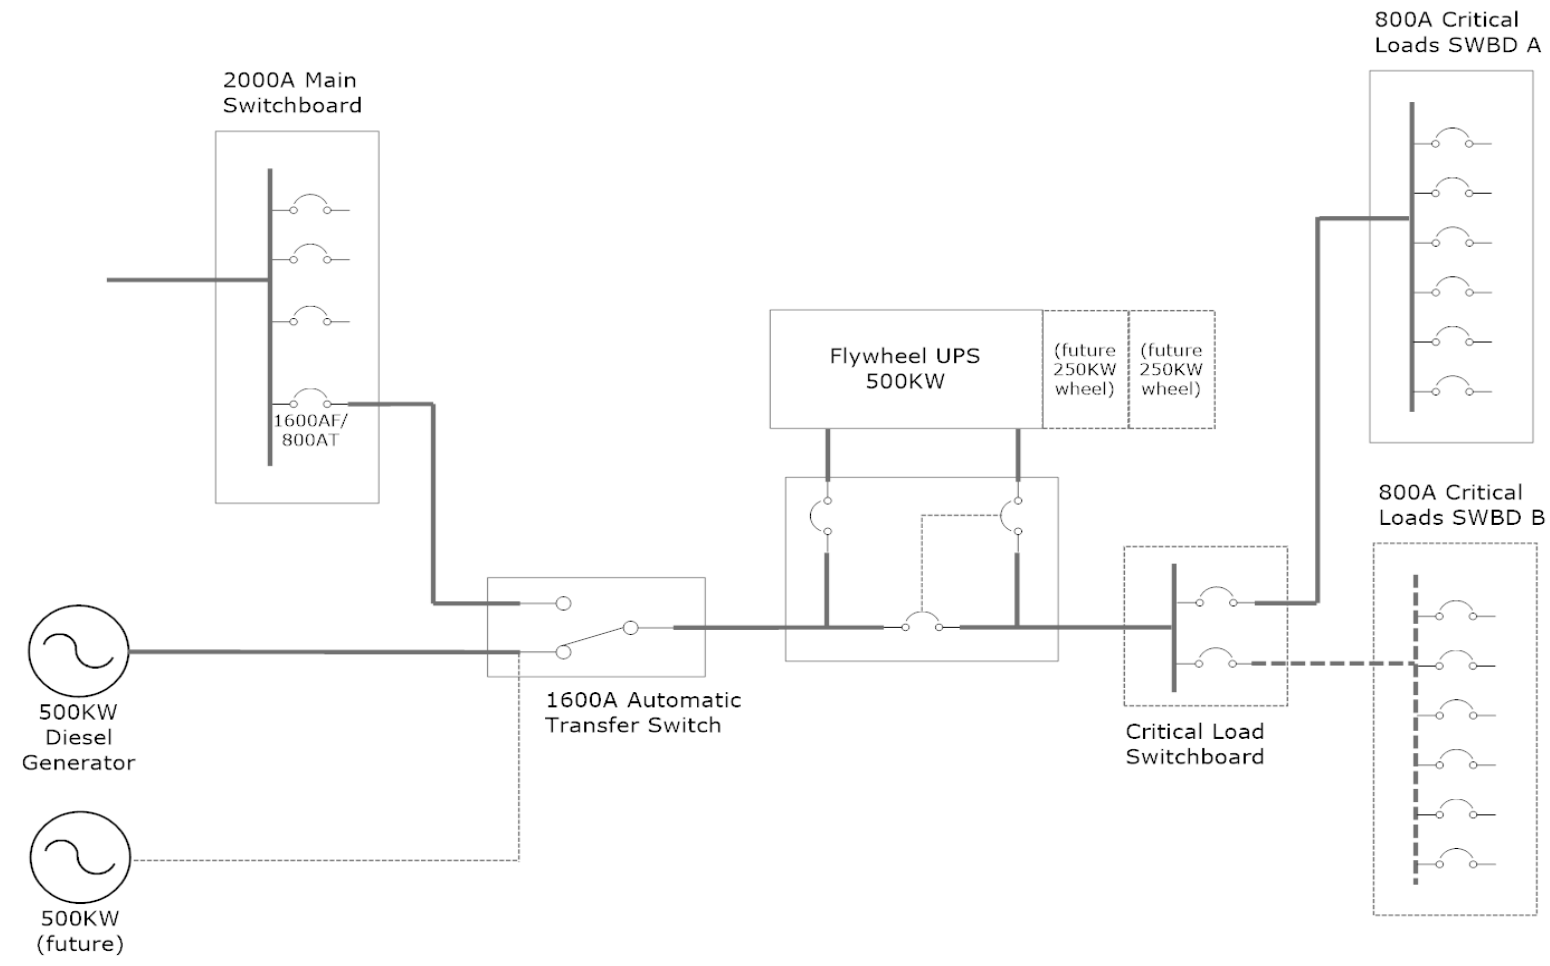 800A Critical
Loads SWBD A
2000A Main
Switchboard
1600AF/
800AT
Flywheel UPS
500KW
(future
250KW
wheel)
(future
250KW
wheel)
800A Critical
Loads SWBD B
1600A Automatic
Transfer Switch
Critical Load
Switchboard
500KW
Diesel
Generator
500KW
(future)